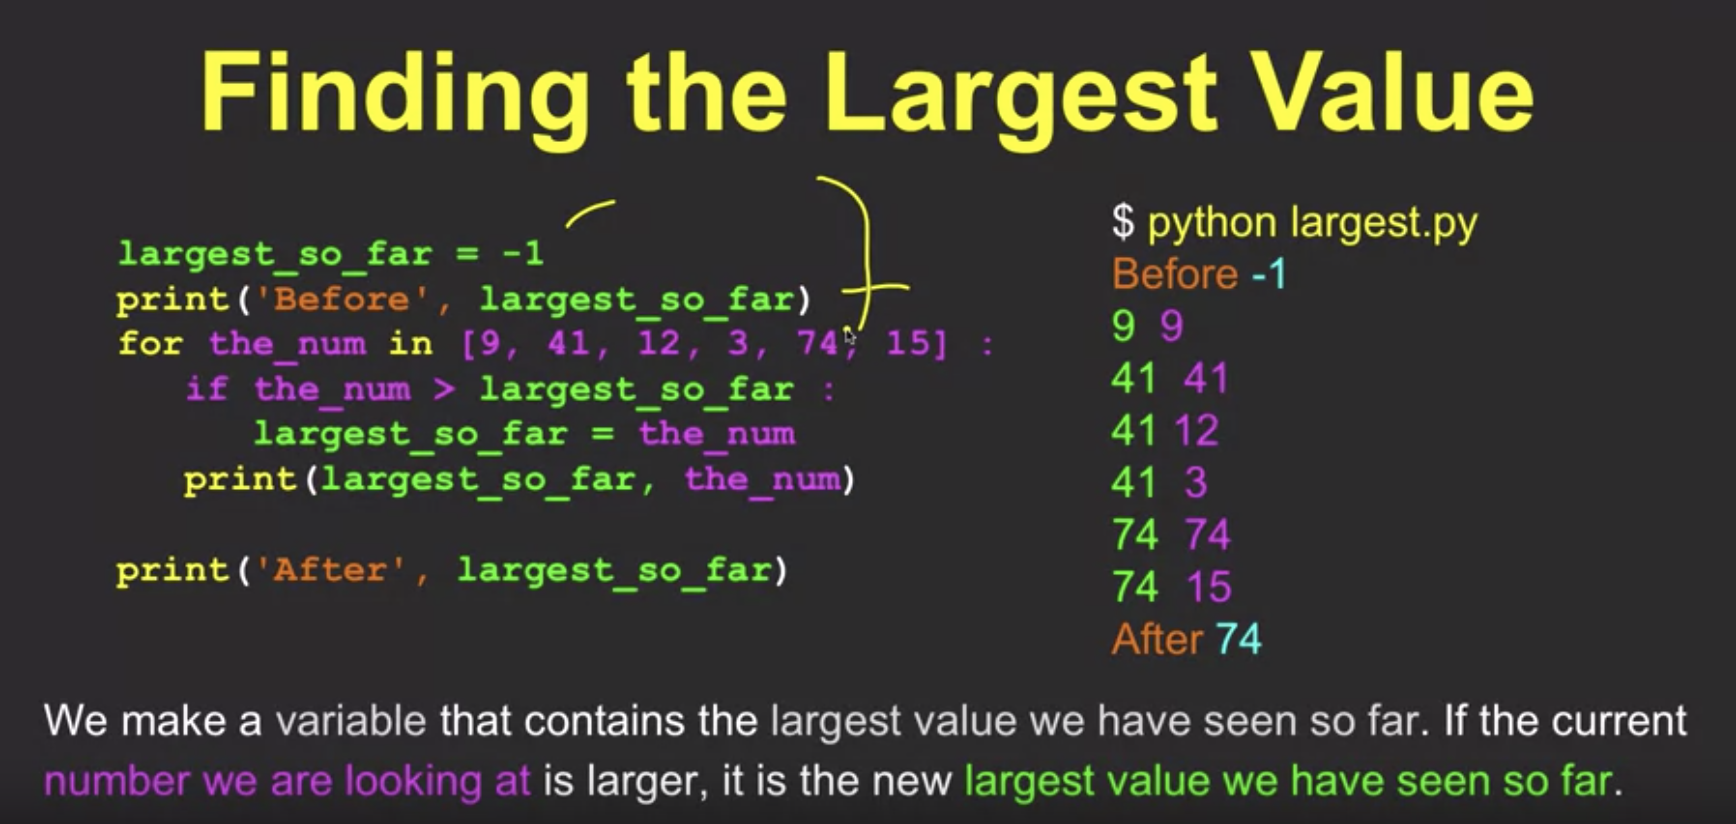 Finding the Largest Value
largest_so_far = -1
print('Before', largest_so_far)
for the_num in [9, 41, 12, 3, 74, 15] :
   if the_num > largest_so_far :
      largest_so_far = the_num
   print(largest_so_far, the_num)
print('After', largest_so_far)
$ python largest.py
Before -1
9 9
41 41
41 12
41 3
74 74
74 15
After 74
We make a variable that contains the largest value we have seen so far. If the current
number we are looking at is larger, it is the new largest value we have seen so far.